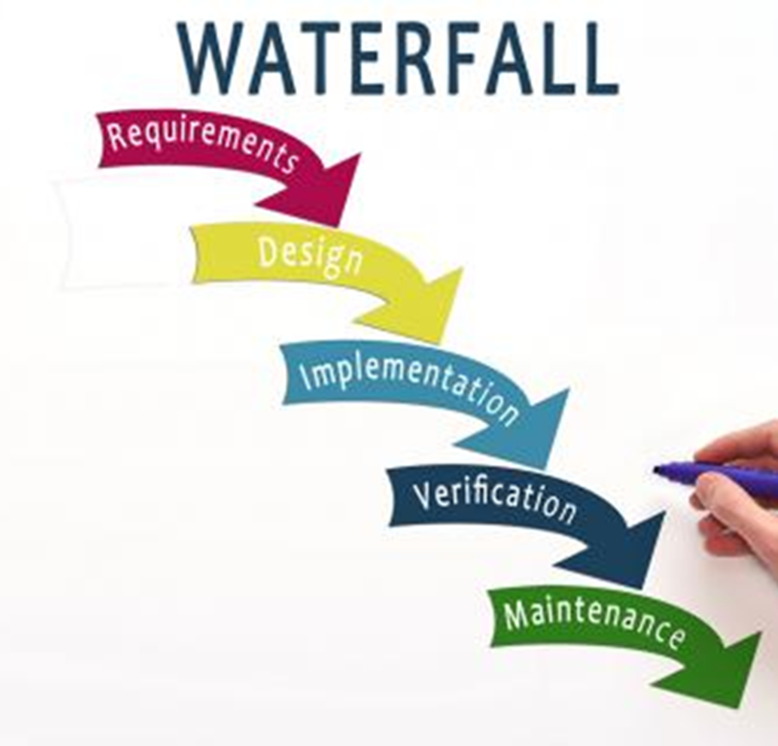 WATERFALL
Requirements
Design
Implementation
Verification
Maintenance